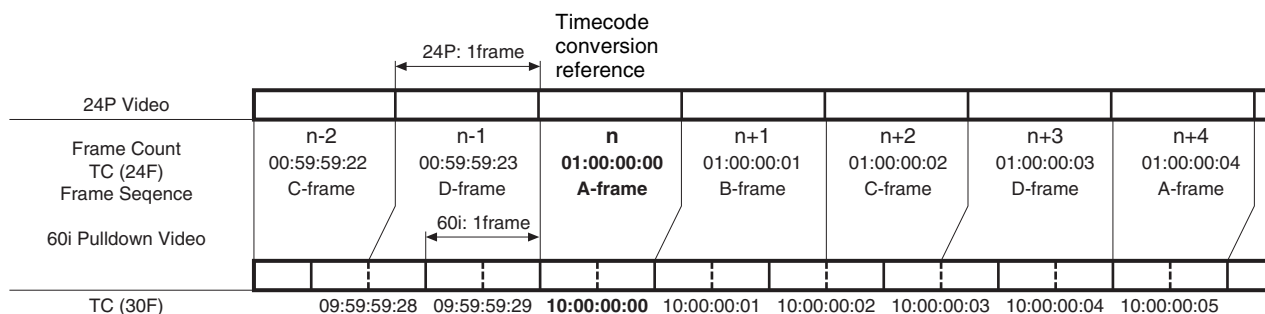 Timecode
conversion
reference
24P: 1frame
24P Video
Frame Count
TC (24F)
Frame Seqence
n-2 n-1 n n+1 n+2 n+3 n+4
00:59:59:22 00:59:59:23 01:00:00:00 01:00:00:01 01:00:00:02 01:00:00:03 01:00:00:04
C-frame D-frame A-frame B-frame C-frame D-frame A-frame
60i: 1frame
60i Pulldown Video
TC (30F) 09:59:59:28 09:59:59:29 10:00:00:00 10:00:00:01 10:00:00:02 10:00:00:03 10:00:00:04 10:00:00:05